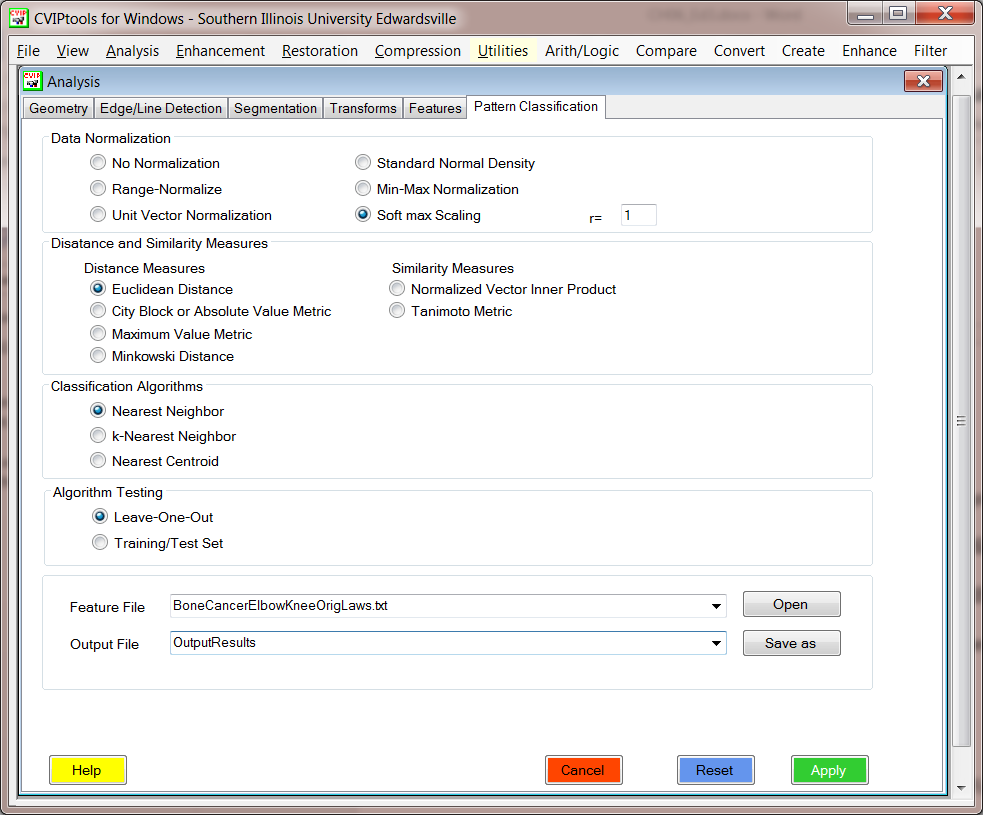 CVIPtools for Windows - Southern Illinois University Edwardsville
File View Analysis Enhancement Restoration Compression Utilities Arith/Logic Compare Convert Create Enhance Filter
CVIP Analysis
Geometry Edge/Line Detection Segmentation Transforms Features Pattern Classification
Data Normalization
No Normalization Standard Normal Density
Range-Normalize Min-Max Normalization
Unit Vector Normalization Soft max Scaling r= 1
Disatance and Similarity Measures
Distance Measures Similarity Measures
Euclidean Distance Normalized Vector Inner Product
City Block or Absolute Value Metric Tanimoto Metric
Maximum Value Metric
Minkowski Distance
Classification Algorithms
Nearest Neighbor
k-Nearest Neighbor
Nearest Centroid
Algorithm Testing
Leave-One-Out
Training/Test Set
Feature File BoneCancerElbowKneeOrigLaws.txt Open
Output File OutputResults Save as
Help Cancel Reset Apply